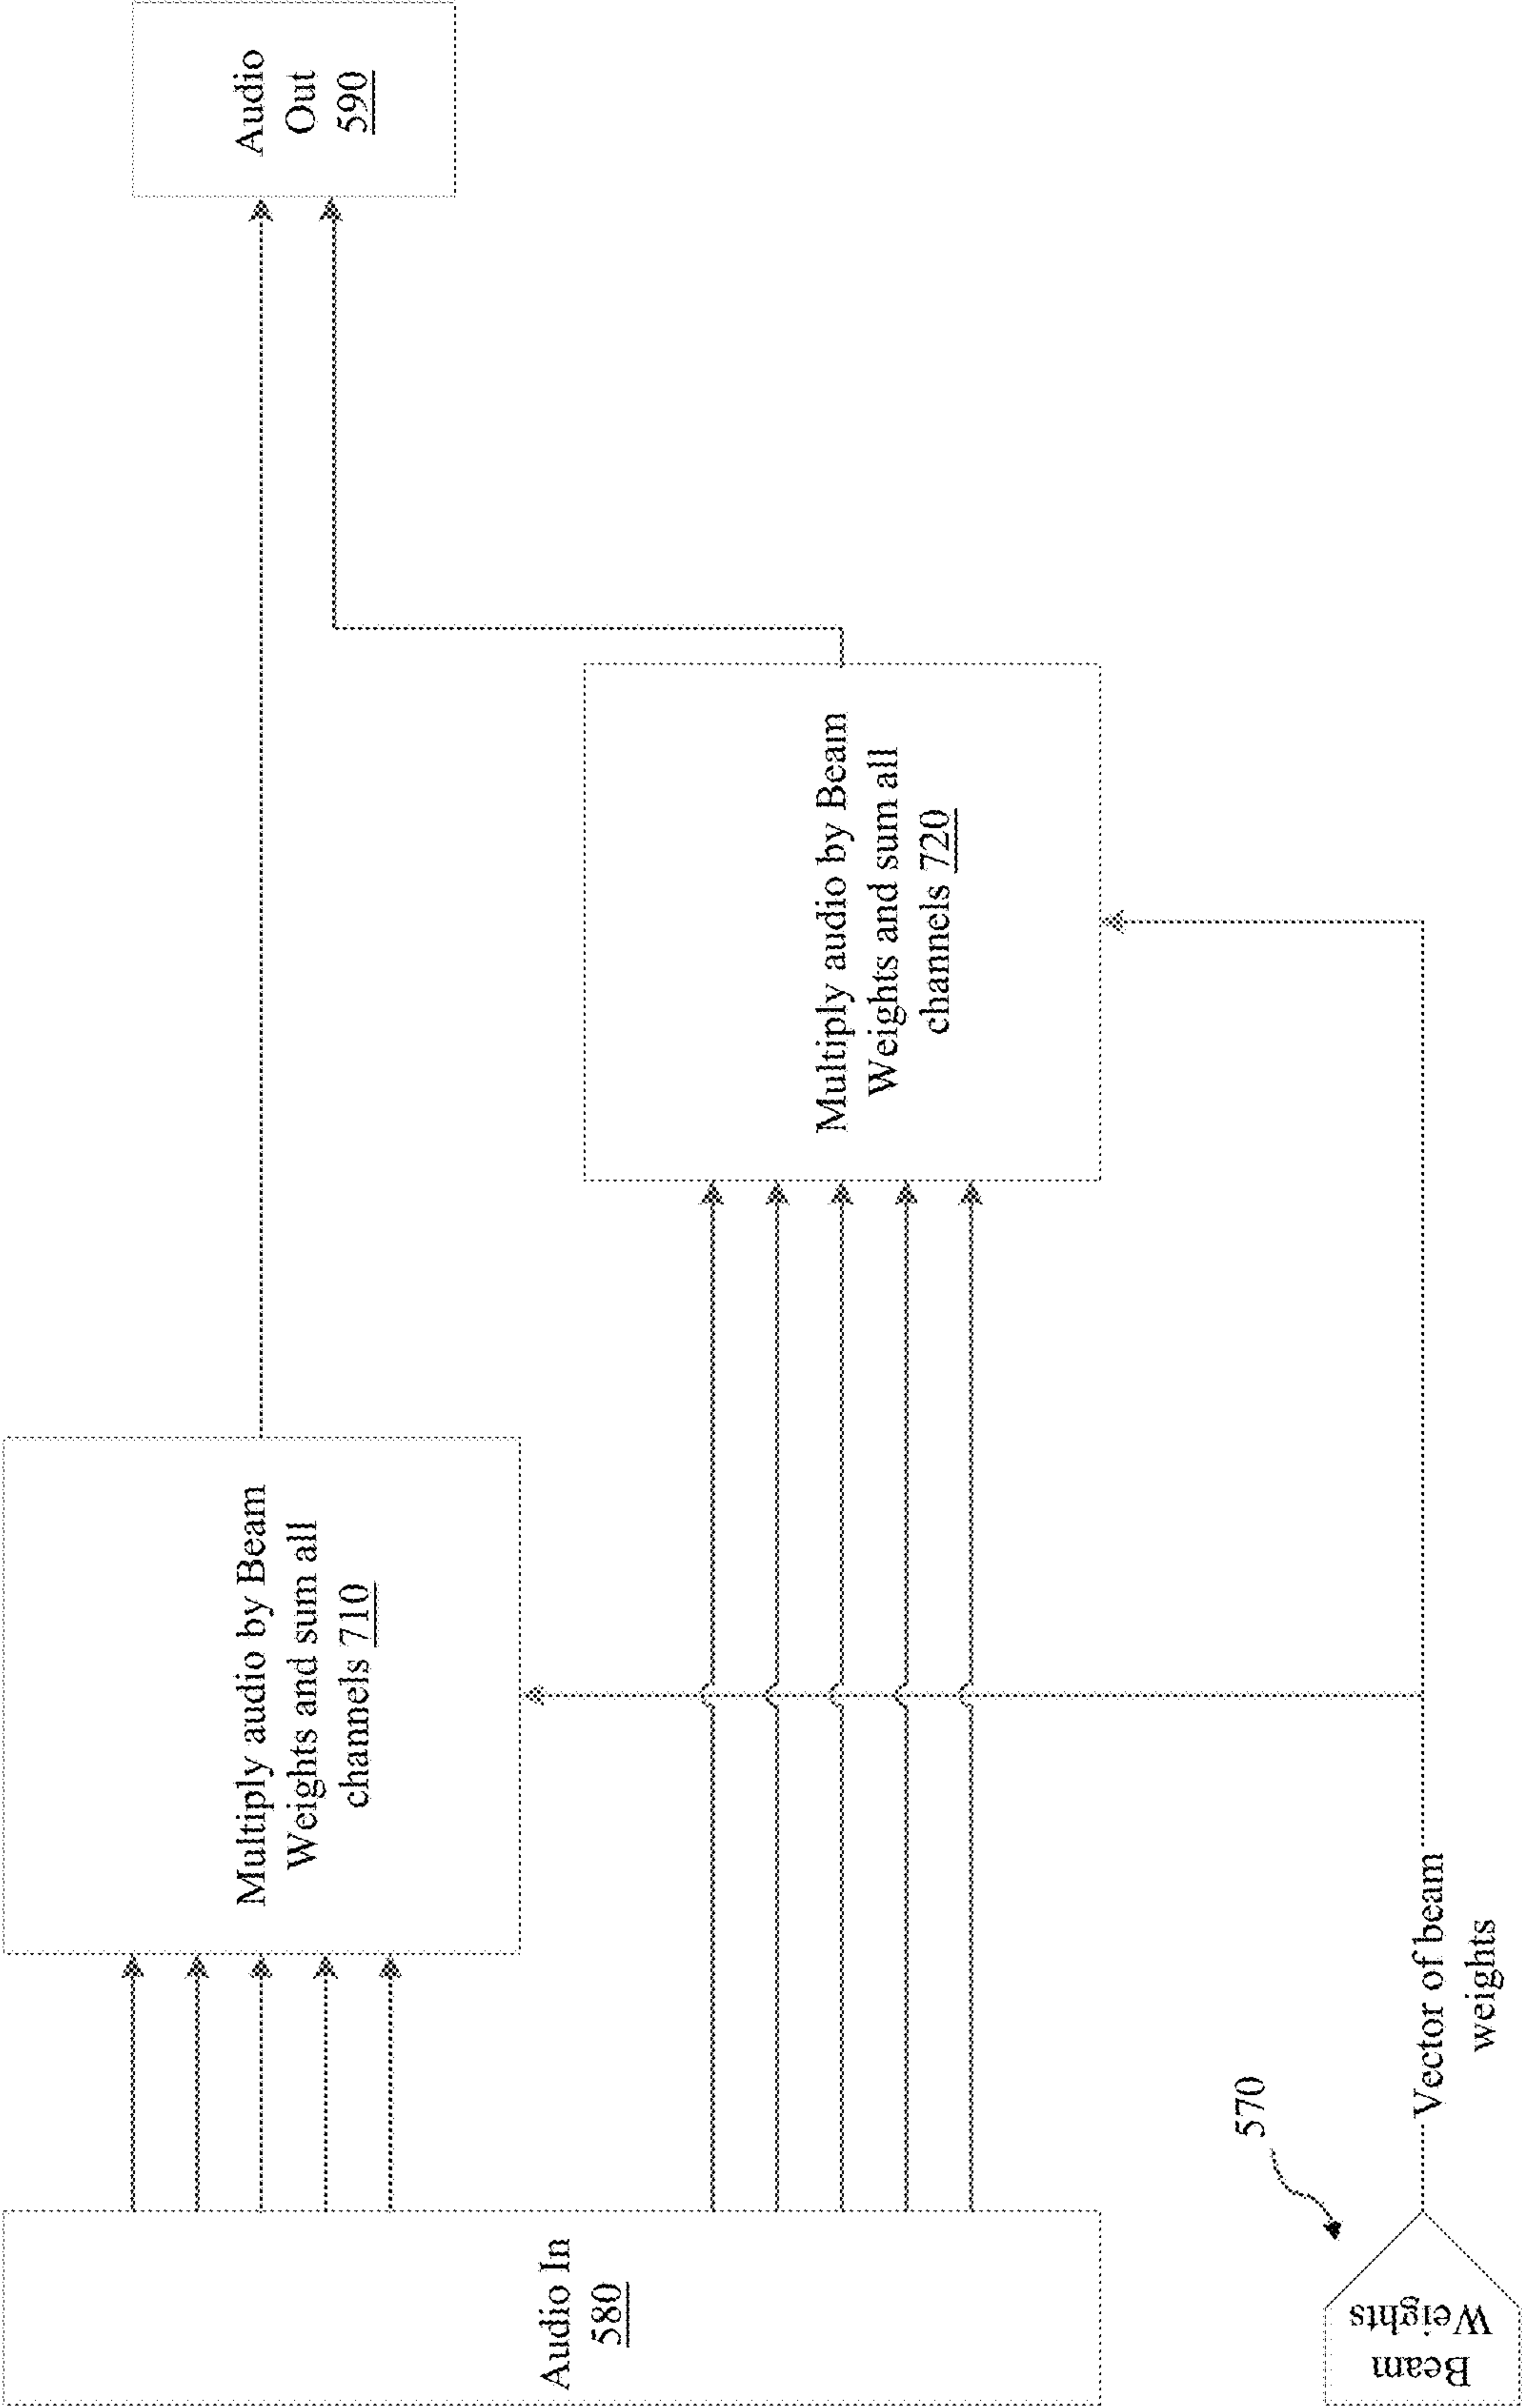 Audio In
580
Multiply audio by Beam
Weights and sum all
channels 710
Multiply audio by Beam
Weights and sum all
channels 720
Audio
Out
590
570
Beam
Weights
Vector of beam
weights